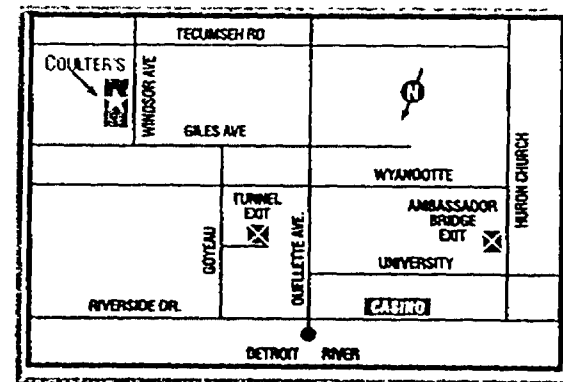 TECUMSEH RD
COULTER'S
WINDSOR AVE
N
GILES AVE
HURON CHURCH
WYANDOTTE
TUNNEL
EXIT
AMBASSADOR
BRIDGE
EXIT
GOYEAU
OUELLETTE AVE.
UNIVERSITY
RIVERSIDE DR.
CASINO
DETROIT RIVER